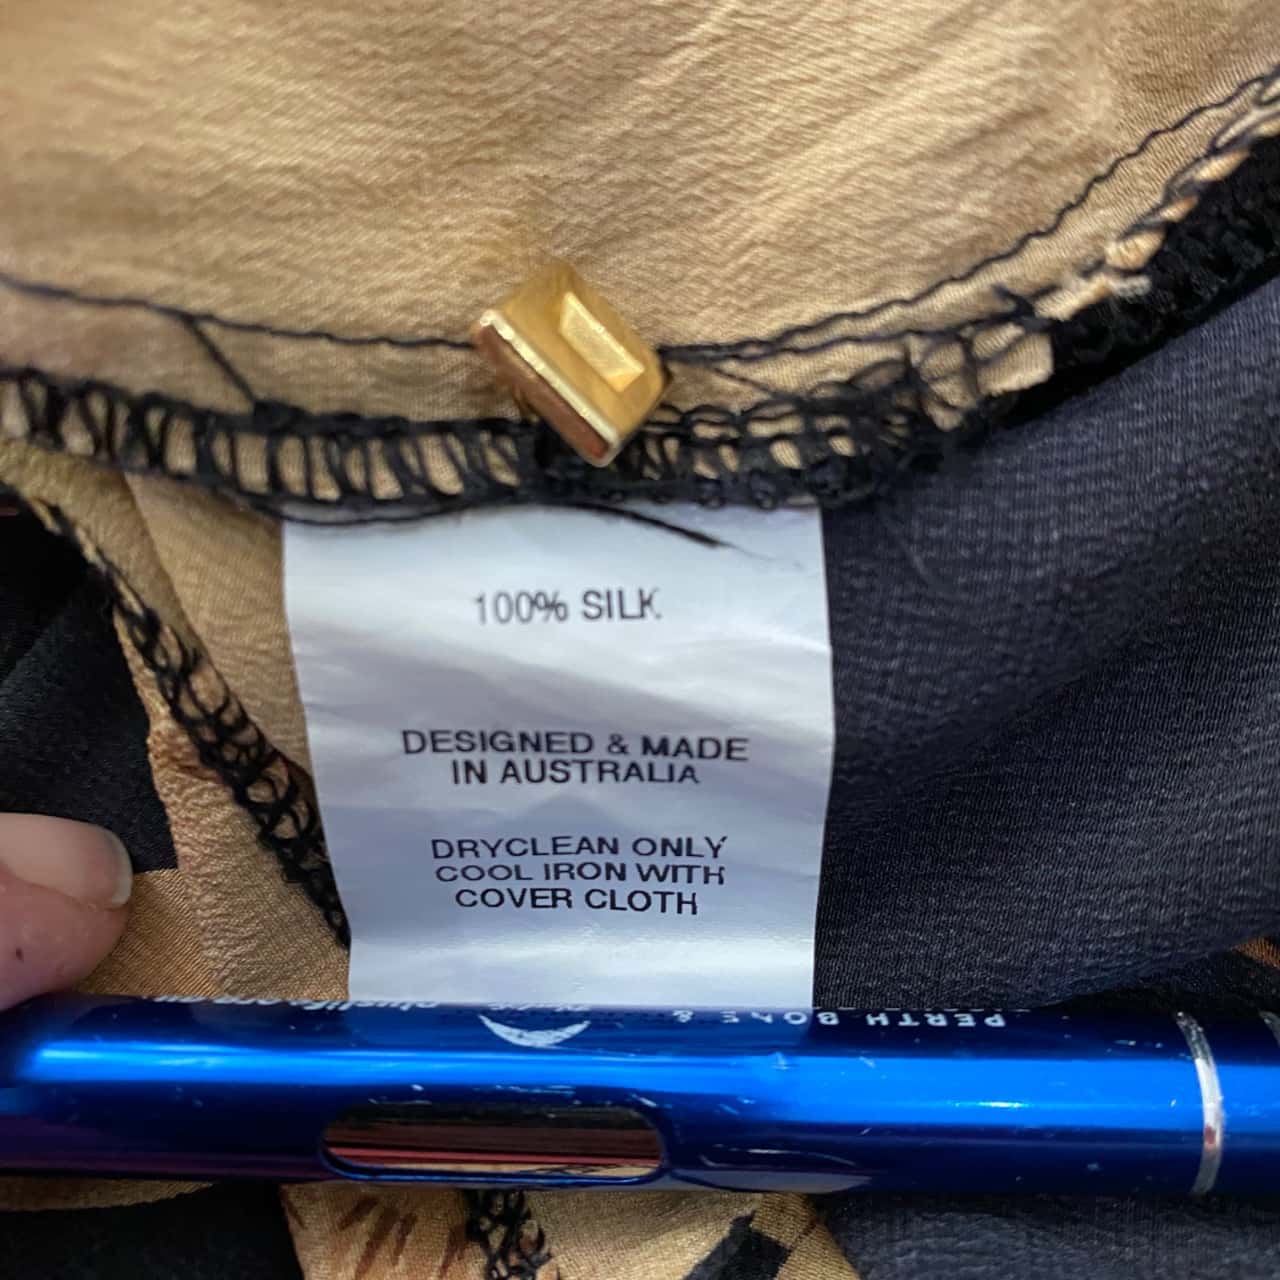 100% SILK
DESIGNED & MADE
IN AUSTRALIA
DRYCLEAN ONLY
COOL IRON WITH
COVER CLOTH
PERTH BONE &